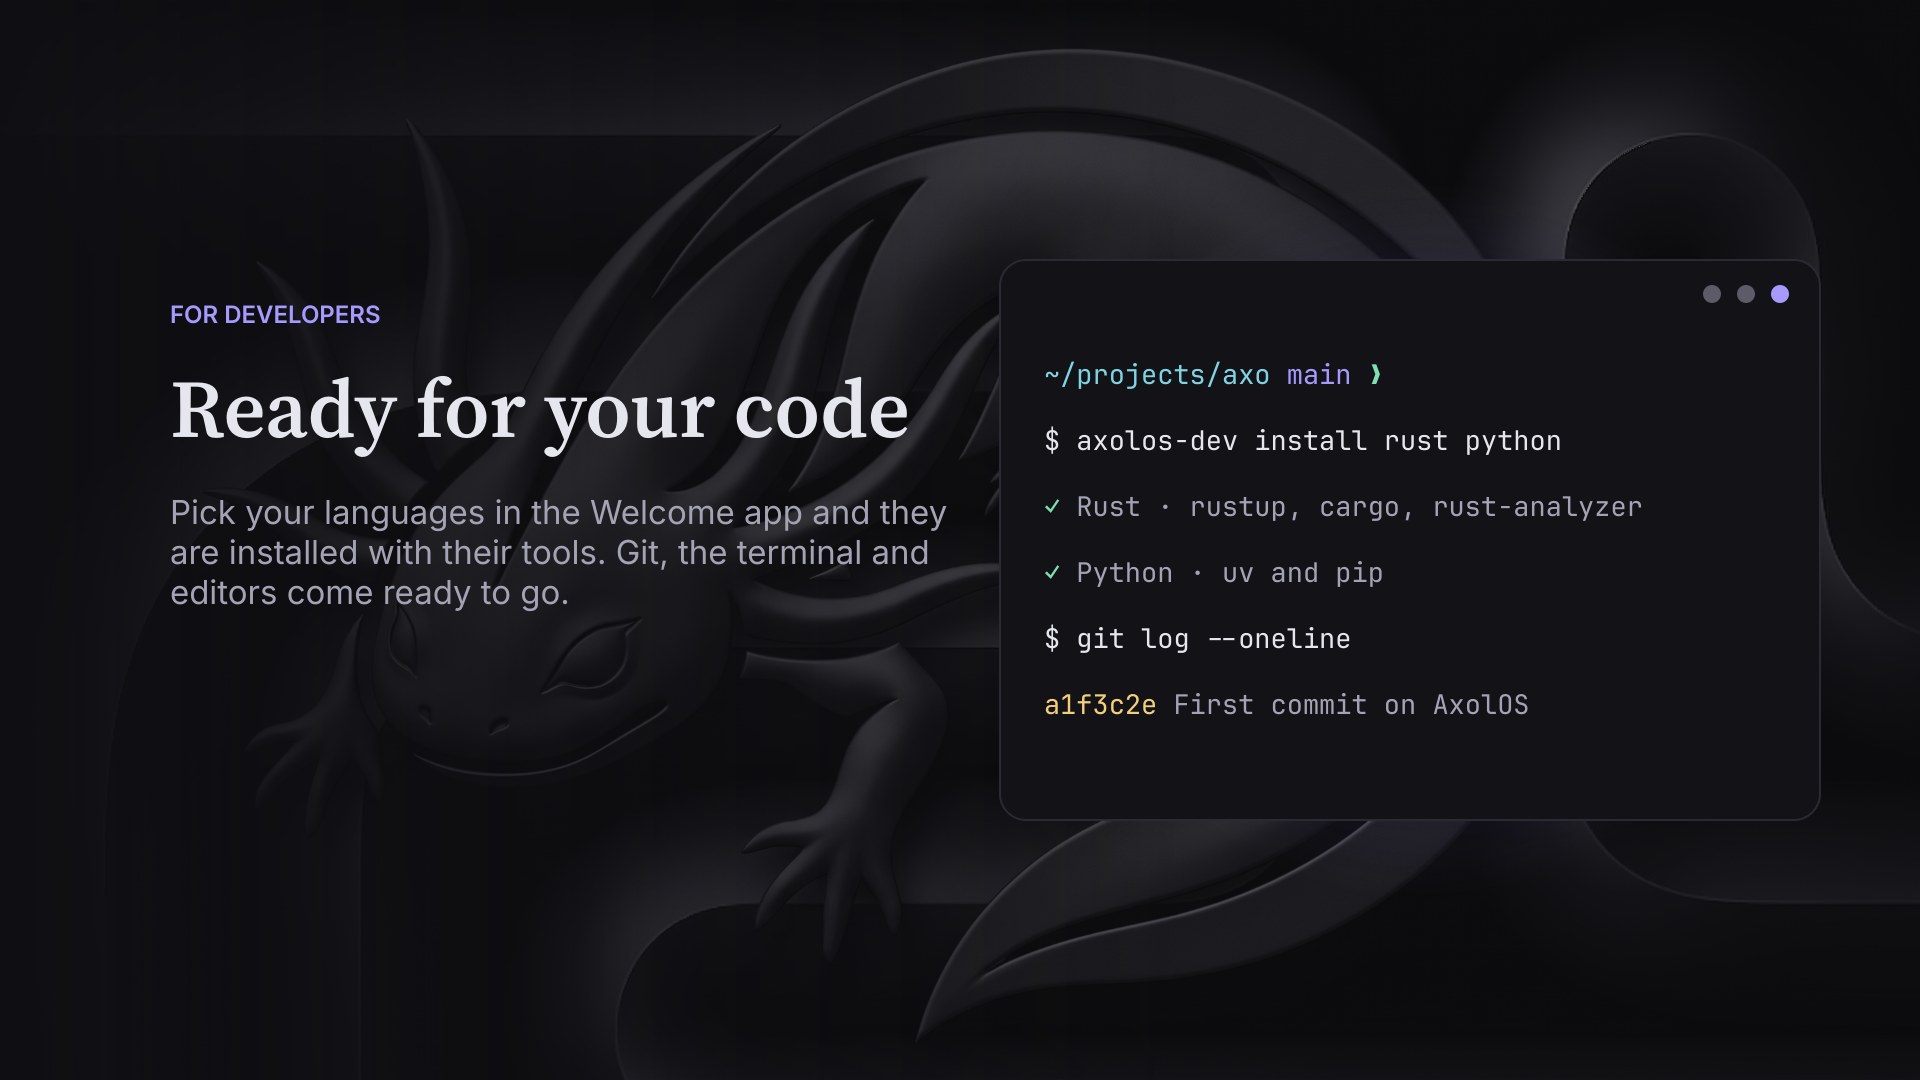 FOR DEVELOPERS
Ready for your code
Pick your languages in the Welcome app and they
are installed with their tools. Git, the terminal and
editors come ready to go.
~/projects/axo main ❱
$ axolos-dev install rust python
✓ Rust · rustup, cargo, rust-analyzer
✓ Python · uv and pip
$ git log --oneline
a1f3c2e First commit on AxolOS